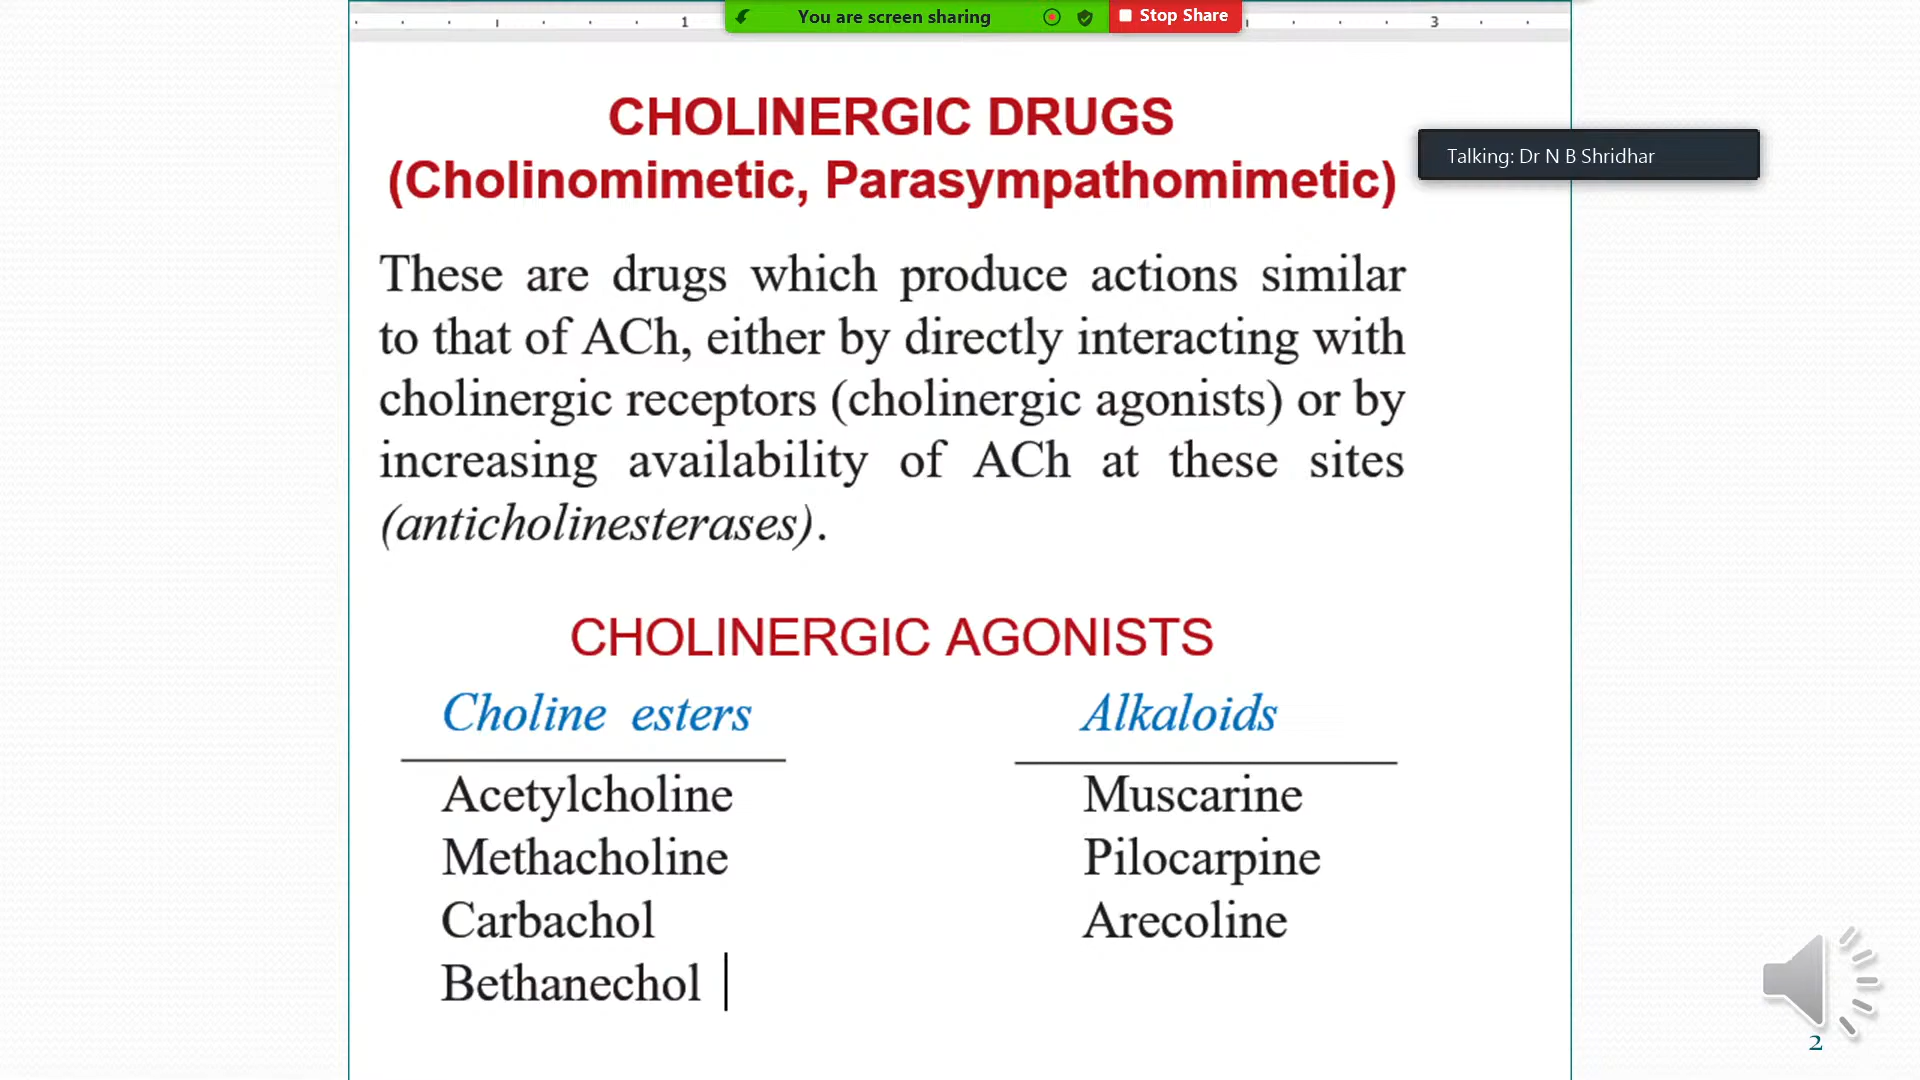 1
You are screen sharing
Stop Share
3
CHOLINERGIC DRUGS
(Cholinomimetic, Parasympathomimetic)
Talking: Dr N B Shridhar
These are drugs which produce actions similar
to that of ACh, either by directly interacting with
cholinergic receptors (cholinergic agonists) or by
increasing availability of ACh at these sites
(anticholinesterases).
CHOLINERGIC AGONISTS
Choline esters
Alkaloids
Acetylcholine
Muscarine
Methacholine
Pilocarpine
Carbachol
Arecoline
Bethanechol
2